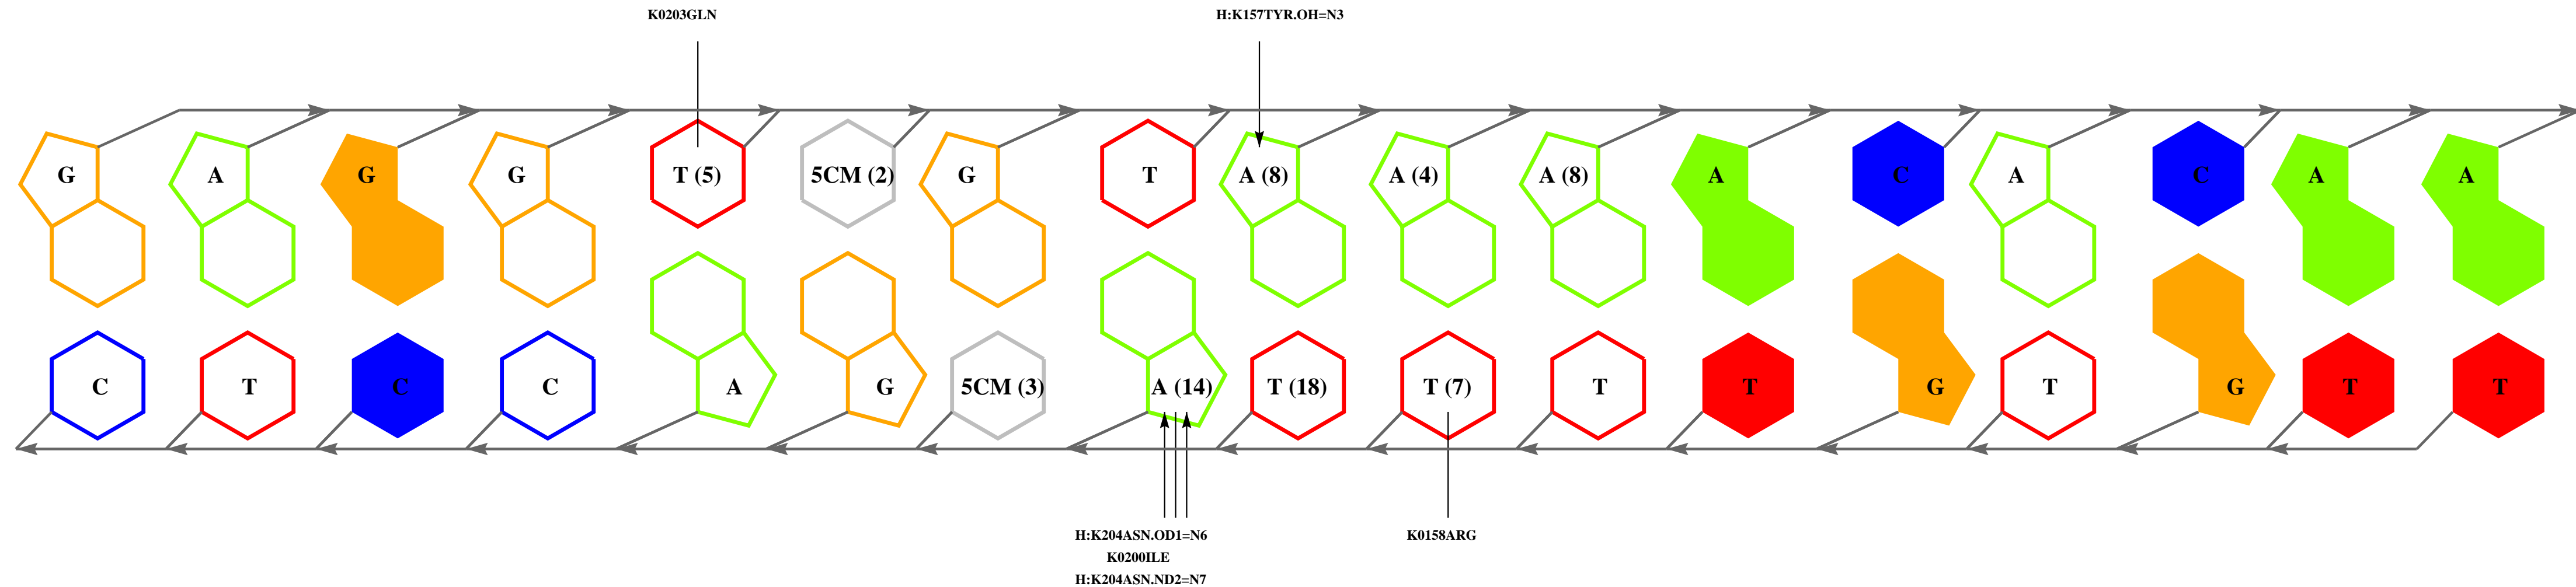 K0203GLN H:K157TYR.OH=N3
G A G G T (5) 5CM (2) G T A (8) A (4) A (8) A C A C A A
C T C C A G 5CM (3) A (14) T (18) T (7) T T G T G T T
H:K204ASN.OD1=N6 K0158ARG
K0200ILE
H:K204ASN.ND2=N7